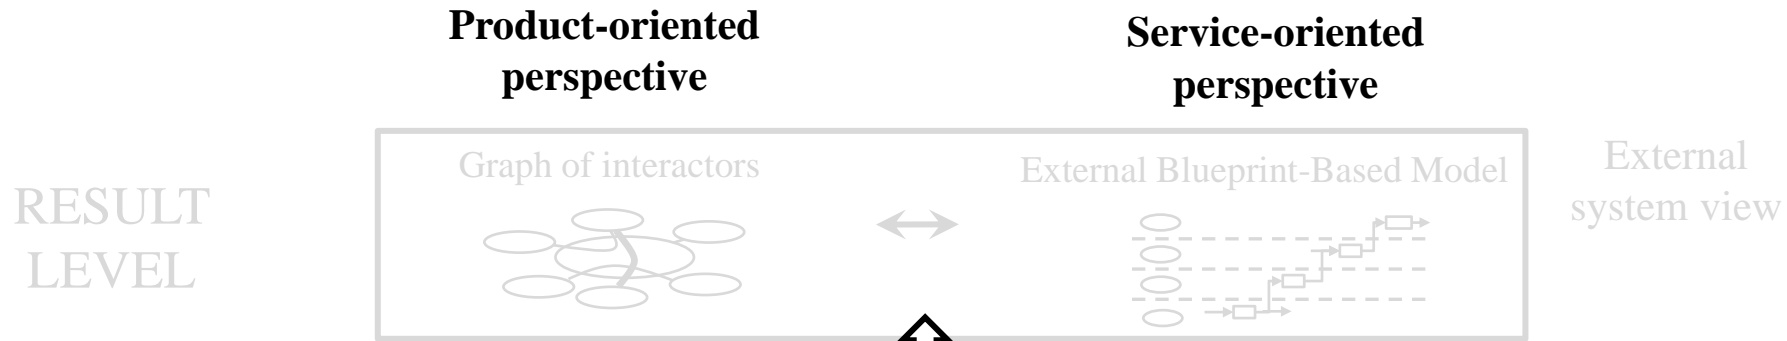 Product-oriented
perspective
Service-oriented
perspective
RESULT
LEVEL
Graph of interactors
External Blueprint-Based Model
External
system view